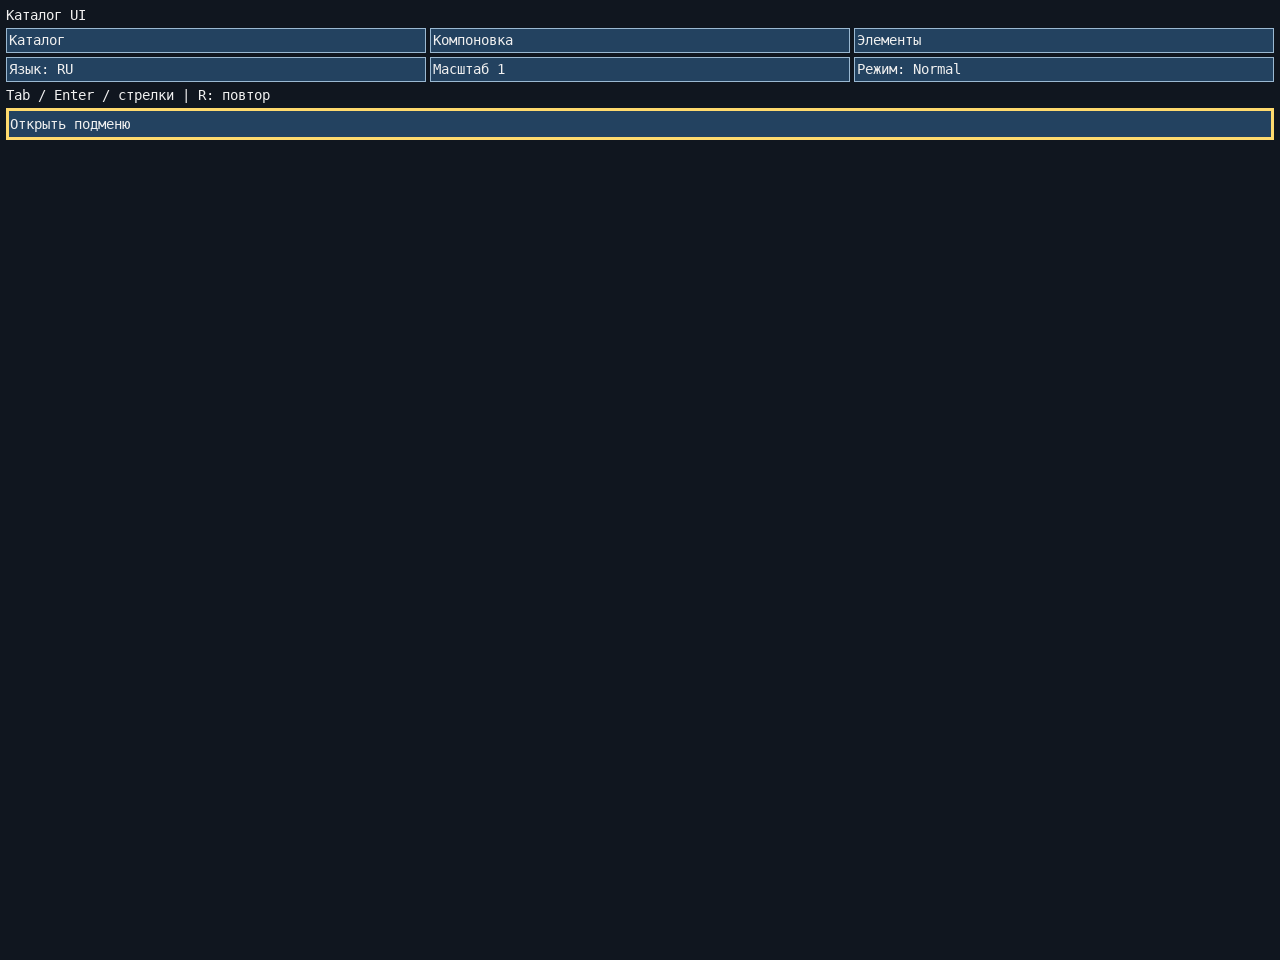 Каталог UI
Каталог Компоновка Элементы
Язык: RU Масштаб 1 Режим: Normal
Tab / Enter / стрелки | R: повтор
Открыть подменю